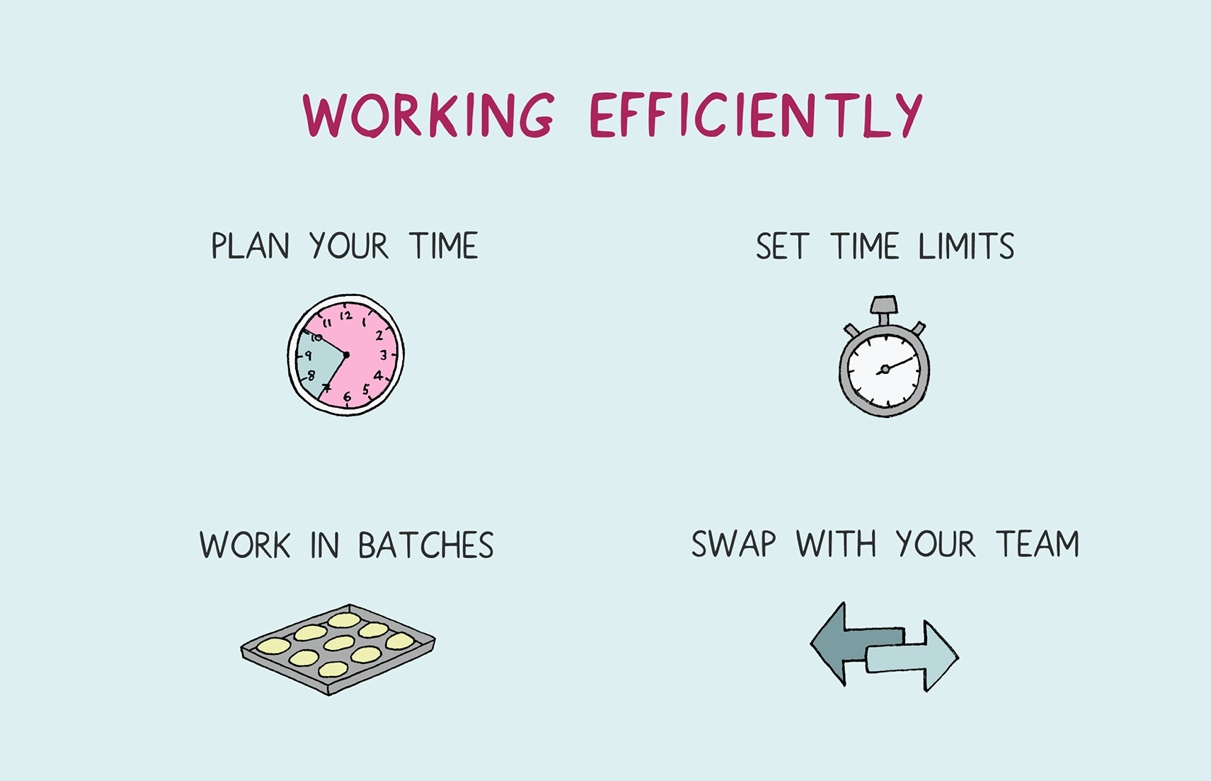 WORKING EFFICIENTLY
PLAN YOUR TIME
SET TIME LIMITS
12
11
1
10
2
9
3
8
4
7
5
6
WORK IN BATCHES
SWAP WITH YOUR TEAM